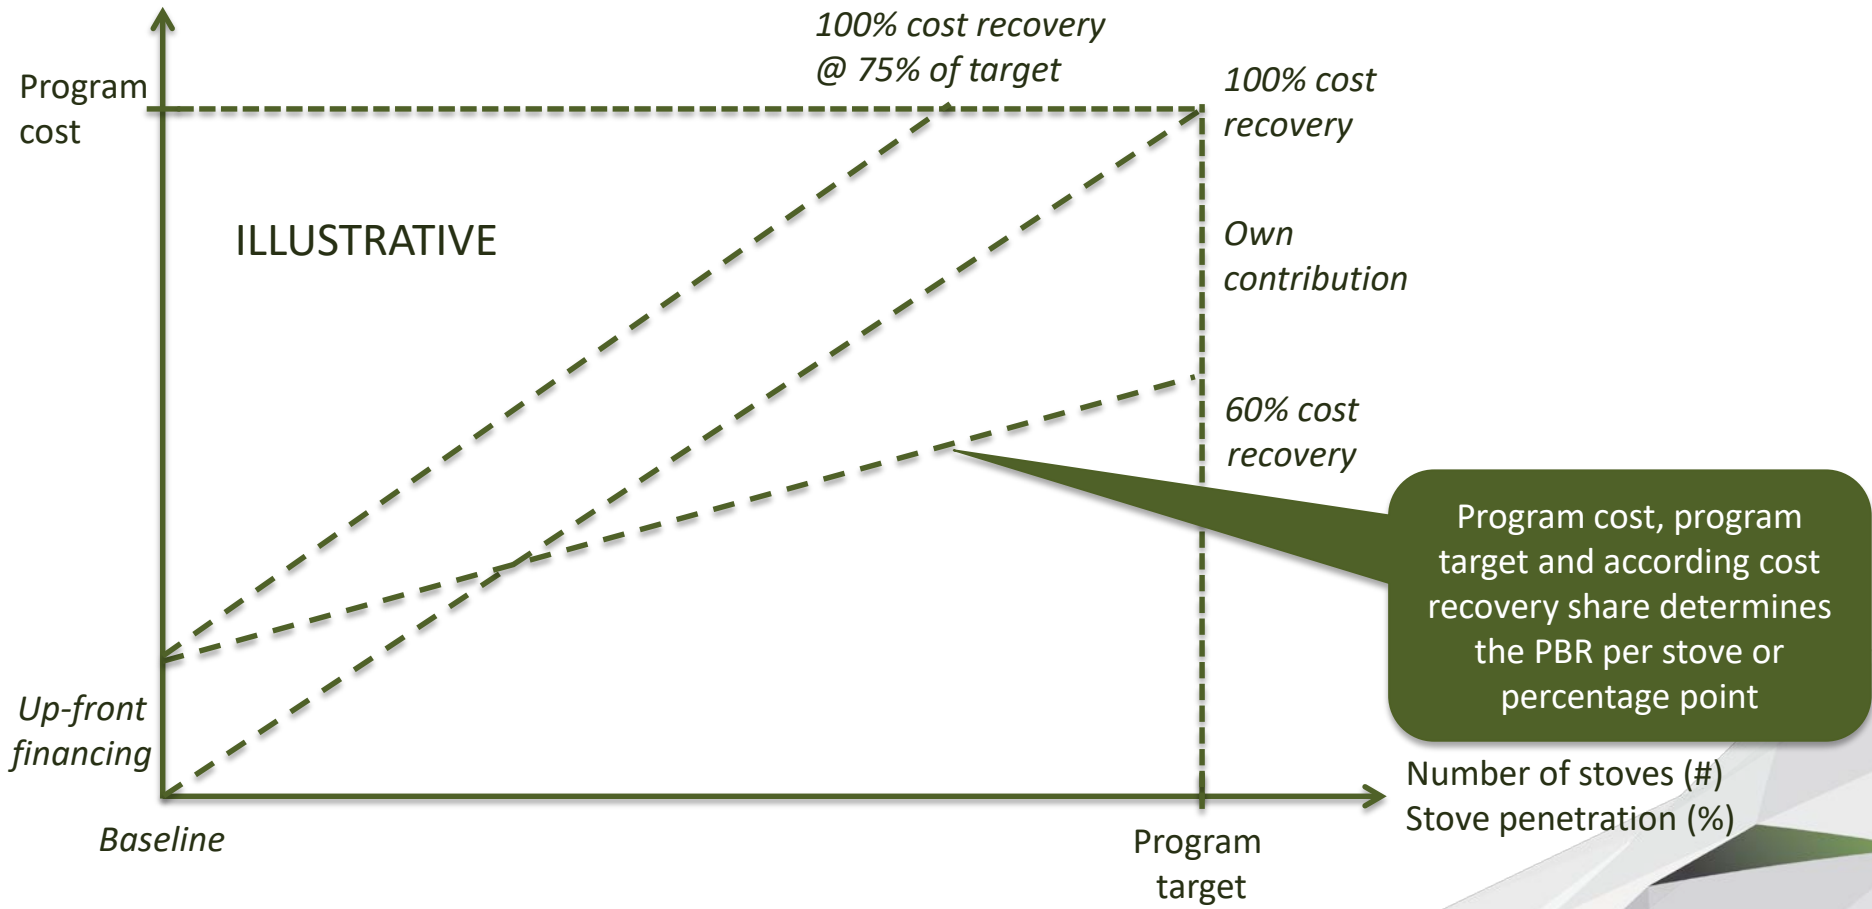 100% cost recovery
@ 75% of target
Program
cost
100% cost
recovery
ILLUSTRATIVE
Own
contribution
60% cost
recovery
Program cost, program
target and according cost
recovery share determines
the PBR per stove or
percentage point
Up-front
financing
Number of stoves (#)
Stove penetration (%)
Baseline
Program
target